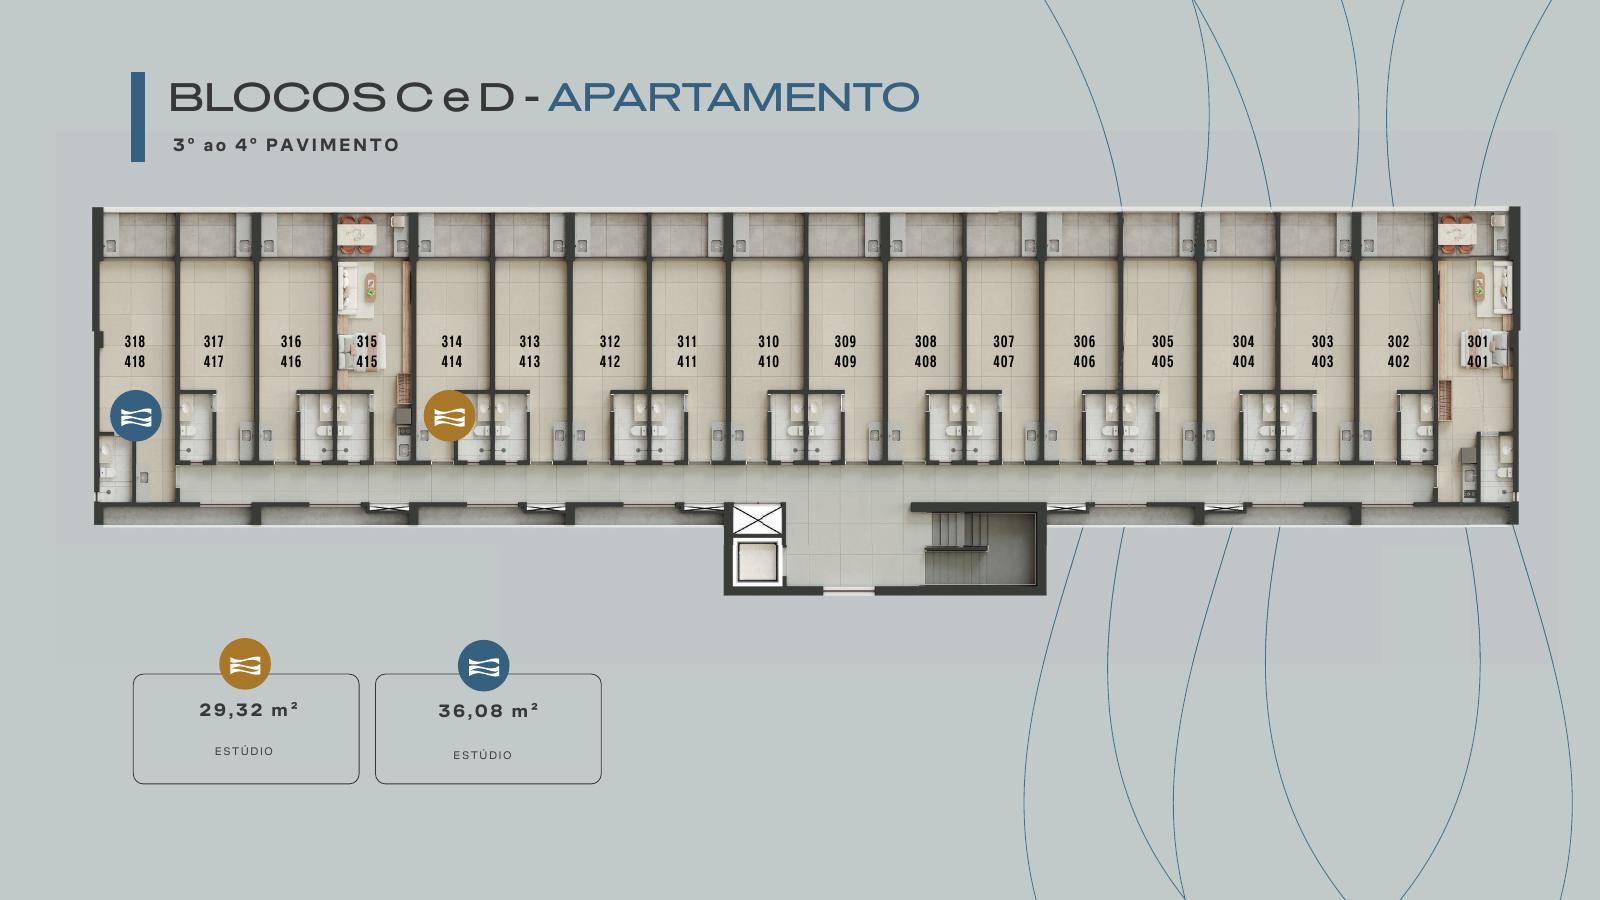 BLOCOS C e D - APARTAMENTO
3º ao 4º PAVIMENTO
318 317 316 315 314 313 312 311 310 309 308 307 306 305 304 303 302 301
418 417 416 415 414 413 412 411 410 409 408 407 406 405 404 403 402 401
29,32 m²
ESTÚDIO
36,08 m²
ESTÚDIO